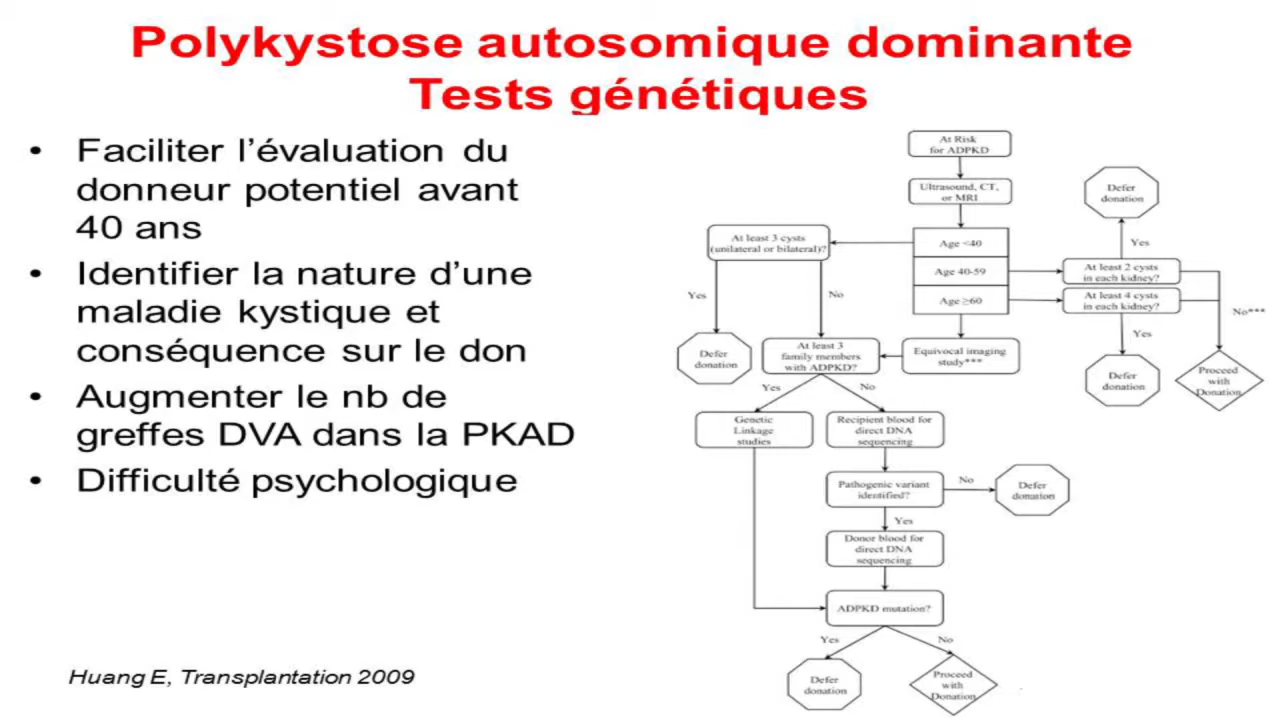 Polykystose autosomique dominante
Tests génétiques
• Faciliter l'évaluation du
donneur potentiel avant
40 ans
• Identifier la nature d'une
maladie kystique et
conséquence sur le don
• Augmenter le nb de
greffes DVA dans la PKAD
• Difficulté psychologique
Huang E, Transplantation 2009
At Risk
for ADPKD
Ultrasound, CT,
or MRI
Defer
donation
At least 3 cysts
(unilateral or bilateral)?
Age <40
Yes
Age 40-59
At least 2 cysts
in each kidney?
Age ≥60
At least 4 cysts
in each kidney?
Yes
No
No***
Yes
Defer
donation
At least 3
family members
with ADPKD?
Equivocal imaging
study***
Defer
donation
Proceed
with
Donation
Yes
No
Genetic
Linkage
studies
Recipient blood for
direct DNA
sequencing
Pathogenic variant
identified?
No
Defer
donation
Yes
Donor blood for
direct DNA
sequencing
ADPKD mutation?
Yes
No
Defer
donation
Proceed
with
Donation